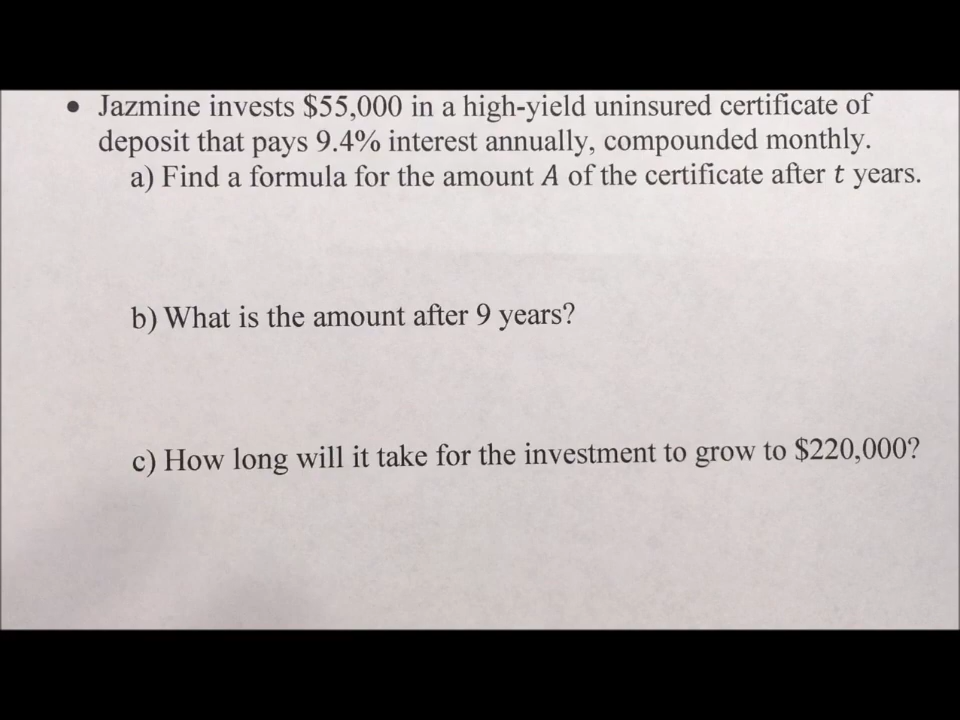 • Jazmine invests $55,000 in a high-yield uninsured certificate of
deposit that pays 9.4% interest annually, compounded monthly.
a) Find a formula for the amount A of the certificate after t years.
b) What is the amount after 9 years?
c) How long will it take for the investment to grow to $220,000?